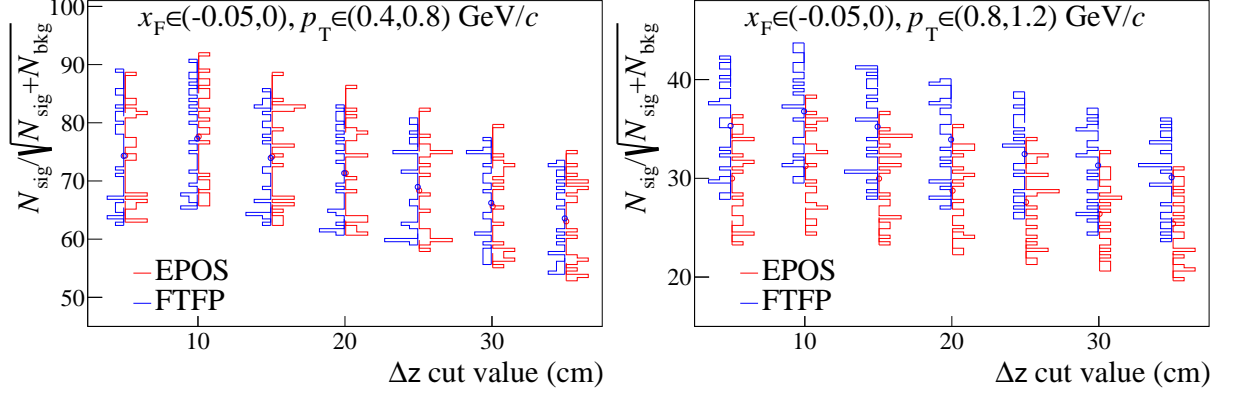 x_F∈(-0.05,0), p_T∈(0.4,0.8) GeV/c
N_sig/√N_sig+N_bkg
100
90
80
70
60
50
EPOS
FTFP
10
20
30
Δz cut value (cm)
x_F∈(-0.05,0), p_T∈(0.8,1.2) GeV/c
N_sig/√N_sig+N_bkg
40
30
20
EPOS
FTFP
10
20
30
Δz cut value (cm)